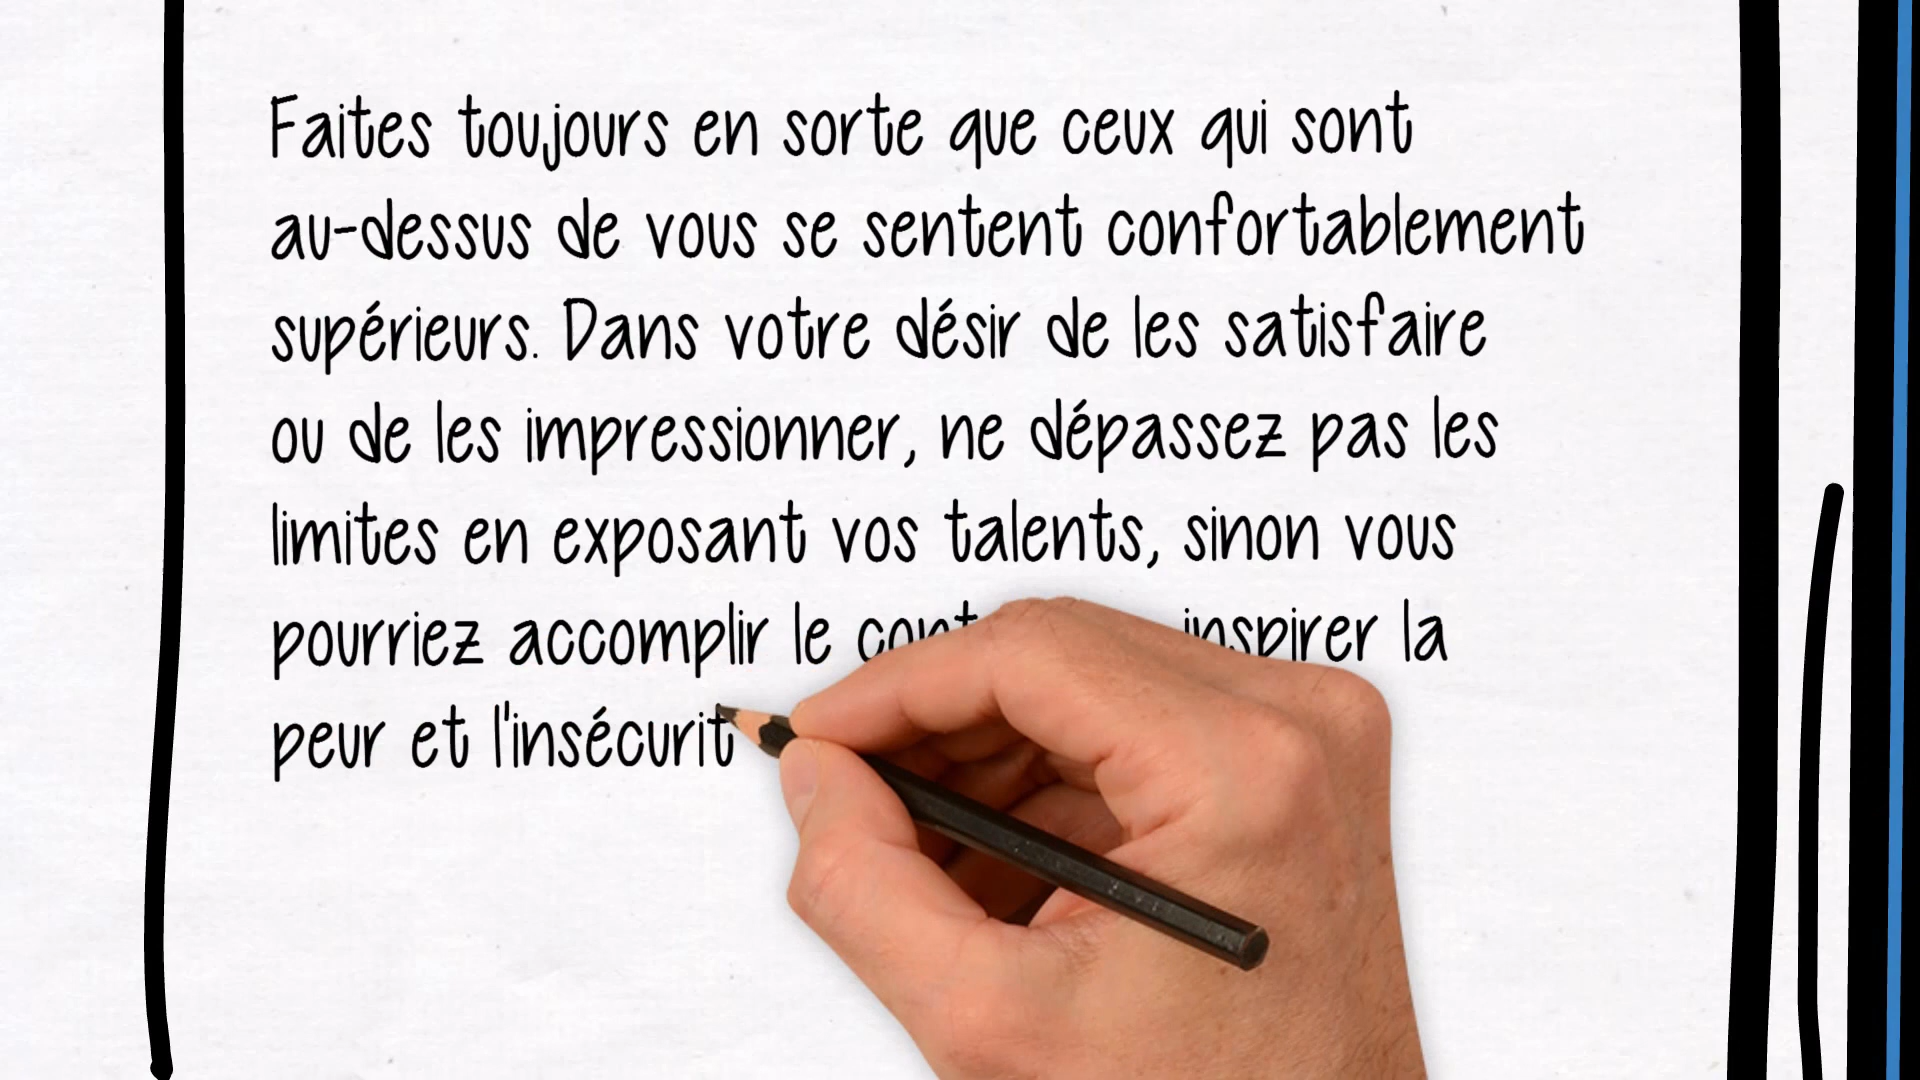 Faites toujours en sorte que ceux qui sont
au-dessus de vous se sentent confortablement
supérieurs. Dans votre désir de les satisfaire
ou de les impressionner, ne dépassez pas les
limites en exposant vos talents, sinon vous
pourriez accomplir le inspirer la
peur et l'insécurit